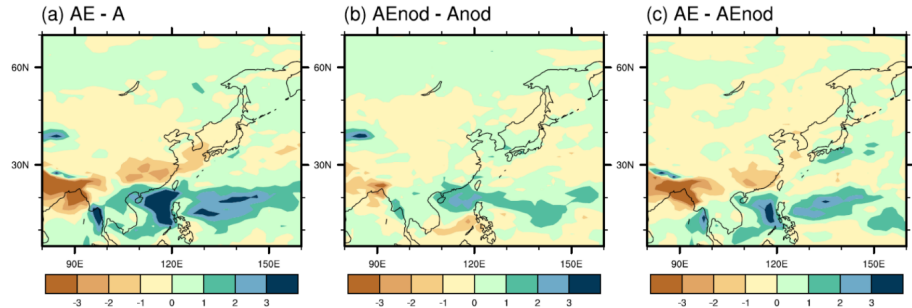 (a) AE - A
(b) AEnod - Anod
(c) AE - AEnod
60N
30N
90E
120E
150E
60N
30N
90E
120E
150E
60N
30N
90E
120E
150E
-3 -2 -1 0 1 2 3
-3 -2 -1 0 1 2 3
-3 -2 -1 0 1 2 3